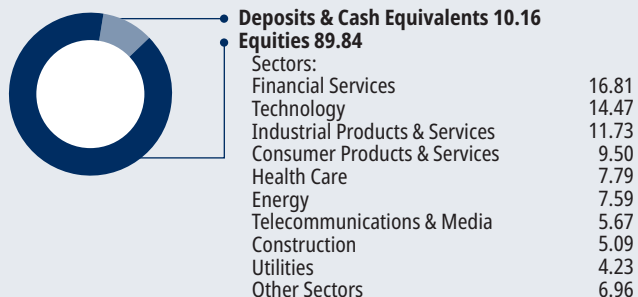 Deposits & Cash Equivalents 10.16
Equities 89.84
Sectors:
Financial Services 16.81
Technology 14.47
Industrial Products & Services 11.73
Consumer Products & Services 9.50
Health Care 7.79
Energy 7.59
Telecommunications & Media 5.67
Construction 5.09
Utilities 4.23
Other Sectors 6.96